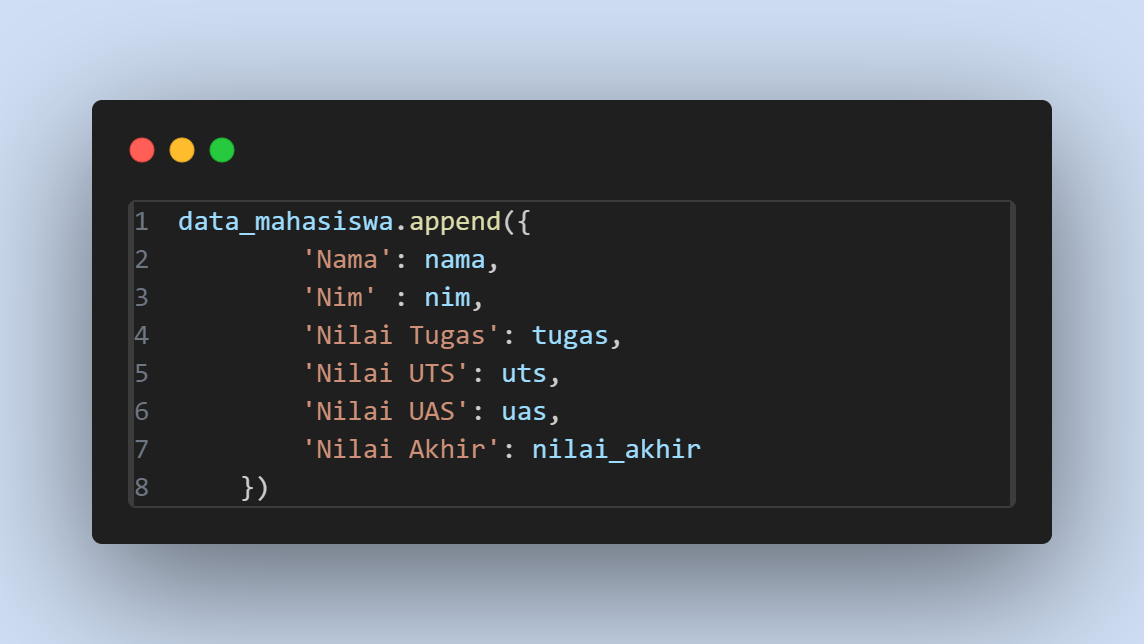 1 data_mahasiswa.append({
2         'Nama': nama,
3         'Nim' : nim,
4         'Nilai Tugas': tugas,
5         'Nilai UTS': uts,
6         'Nilai UAS': uas,
7         'Nilai Akhir': nilai_akhir
8     })